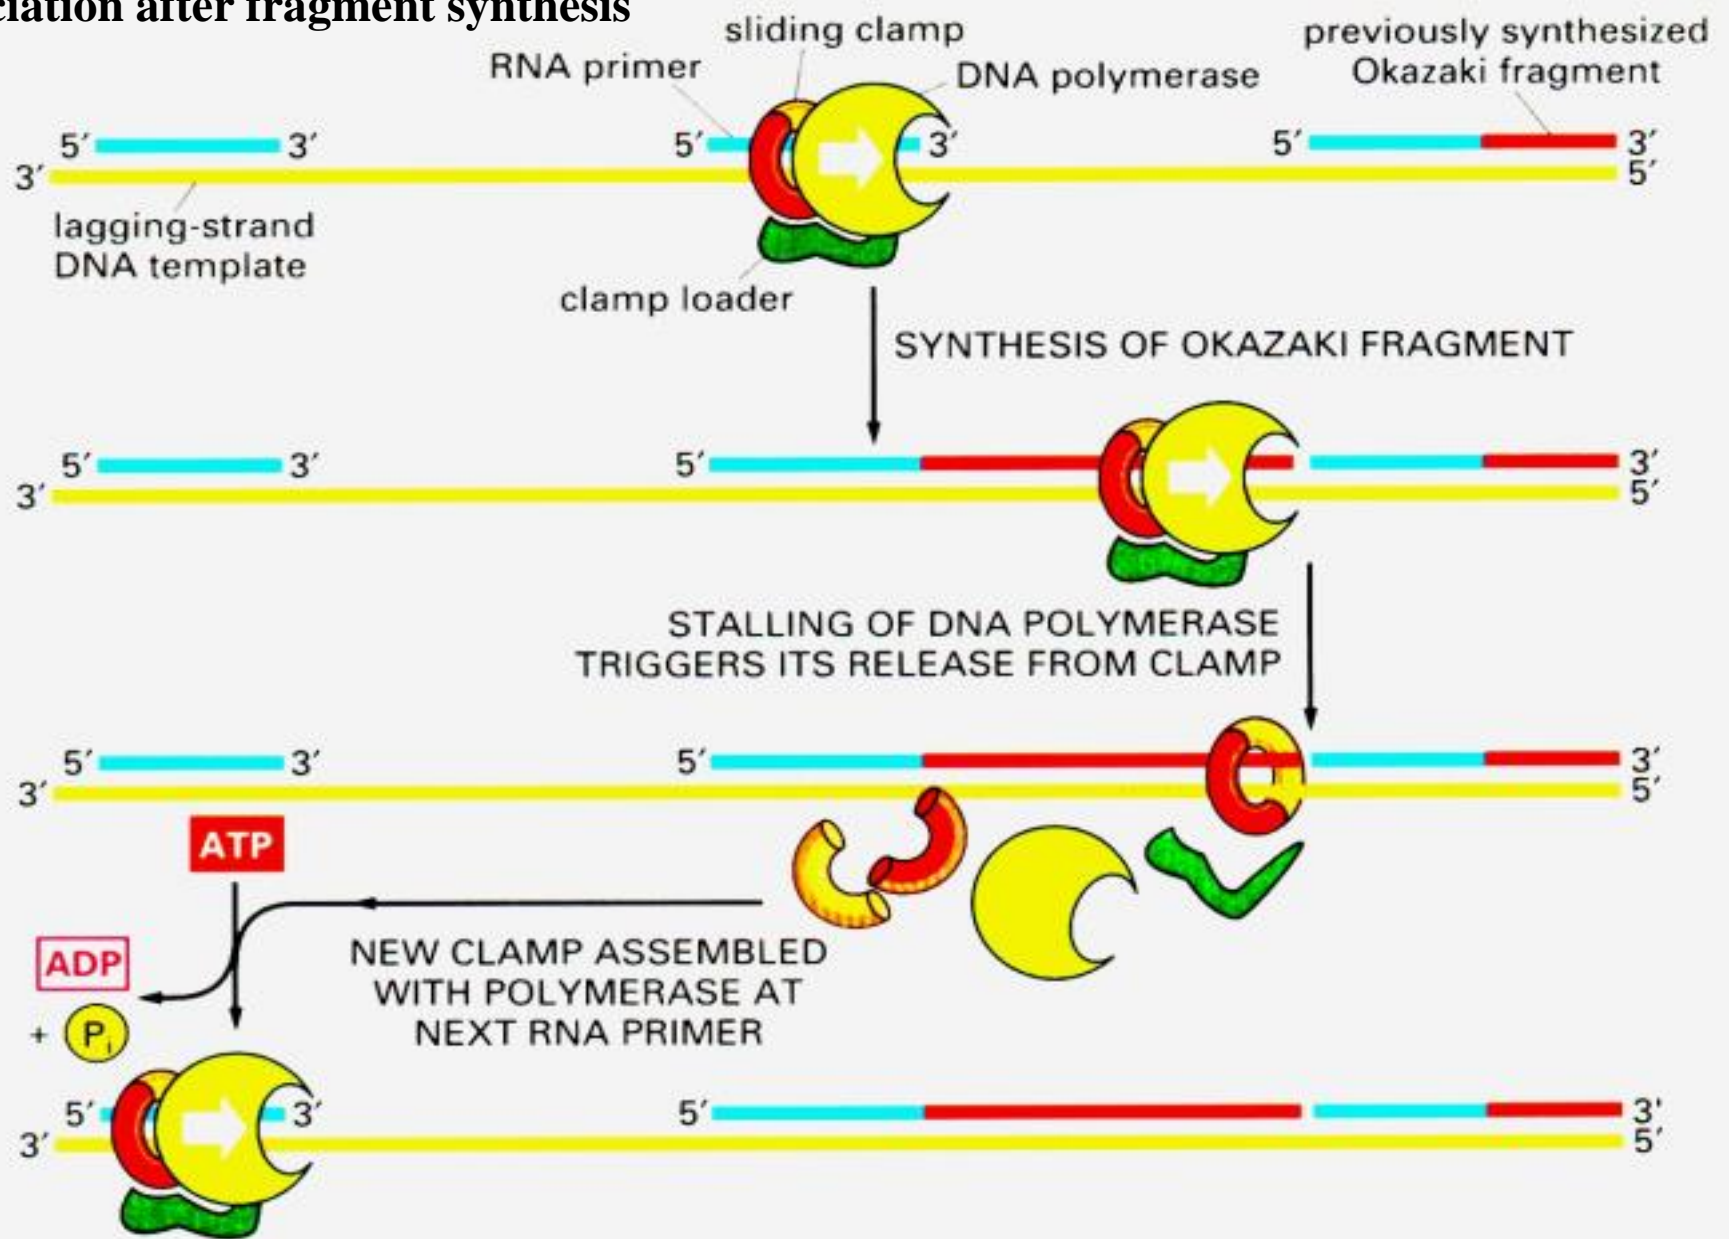 after fragment synthesis
sliding clamp
RNA primer
DNA polymerase
previously synthesized
Okazaki fragment
5′ 3′ 5′ 3′ 5′ 3′
3′ 5′
lagging-strand
DNA template
clamp loader
SYNTHESIS OF OKAZAKI FRAGMENT
5′ 3′ 5′ 3′
3′ 5′
STALLING OF DNA POLYMERASE
TRIGGERS ITS RELEASE FROM CLAMP
5′ 3′ 5′ 3′
3′ 5′
ATP
ADP
+ Pi
NEW CLAMP ASSEMBLED
WITH POLYMERASE AT
NEXT RNA PRIMER
5′ 3′ 5′ 3'
3′ 5′